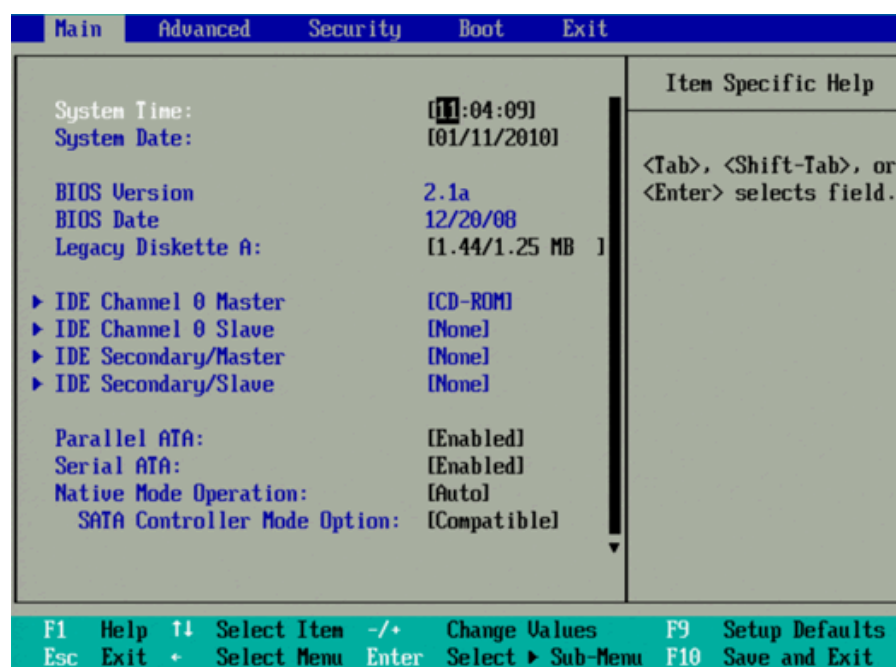 Main Advanced Security Boot Exit
Item Specific Help
System Time: [11:04:09]
System Date: [01/11/2010]
<Tab>, <Shift-Tab>, or
<Enter> selects field.
BIOS Version 2.1a
BIOS Date 12/20/08
Legacy Diskette A: [1.44/1.25 MB ]
IDE Channel 0 Master [CD-ROM]
IDE Channel 0 Slave [None]
IDE Secondary/Master [None]
IDE Secondary/Slave [None]
Parallel ATA: [Enabled]
Serial ATA: [Enabled]
Native Mode Operation: [Auto]
SATA Controller Mode Option: [Compatible]
F1 Help ↑↓ Select Item -/+ Change Values F9 Setup Defaults
Esc Exit ← Select Menu Enter Select ▶ Sub-Menu F10 Save and Exit